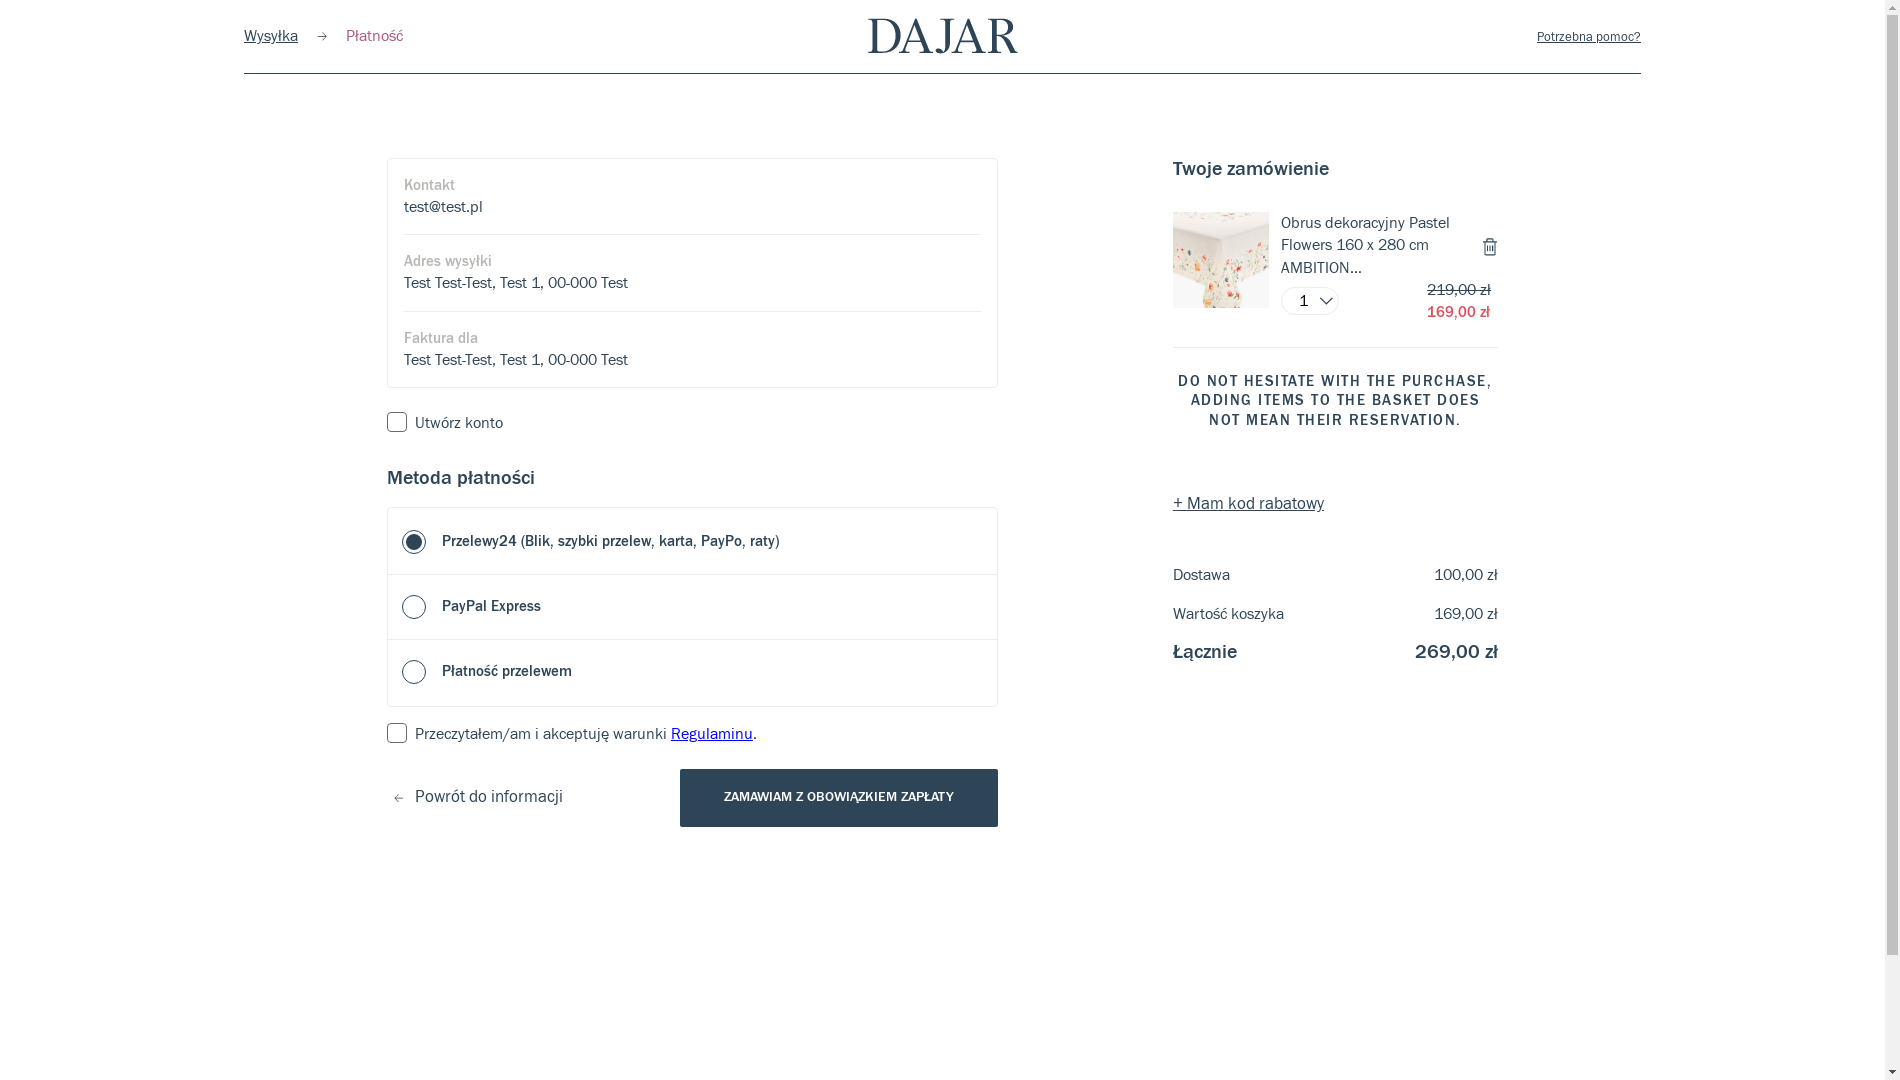 Wysyłka
Płatność
DAJAR
Potrzebna pomoc?
Kontakt
test@test.pl
Adres wysyłki
Test Test-Test, Test 1, 00-000 Test
Faktura dla
Test Test-Test, Test 1, 00-000 Test
Utwórz konto
Metoda płatności
Przelewy24 (Blik, szybki przelew, karta, PayPo, raty)
PayPal Express
Płatność przelewem
Przeczytałem/am i akceptuję warunki Regulaminu.
Powrót do informacji
ZAMAWIAM Z OBOWIĄZKIEM ZAPŁATY
Twoje zamówienie
Obrus dekoracyjny Pastel
Flowers 160 x 280 cm
AMBITION...
1
219,00 zł
169,00 zł
DO NOT HESITATE WITH THE PURCHASE,
ADDING ITEMS TO THE BASKET DOES
NOT MEAN THEIR RESERVATION.
+ Mam kod rabatowy
Dostawa 100,00 zł
Wartość koszyka 169,00 zł
Łącznie 269,00 zł